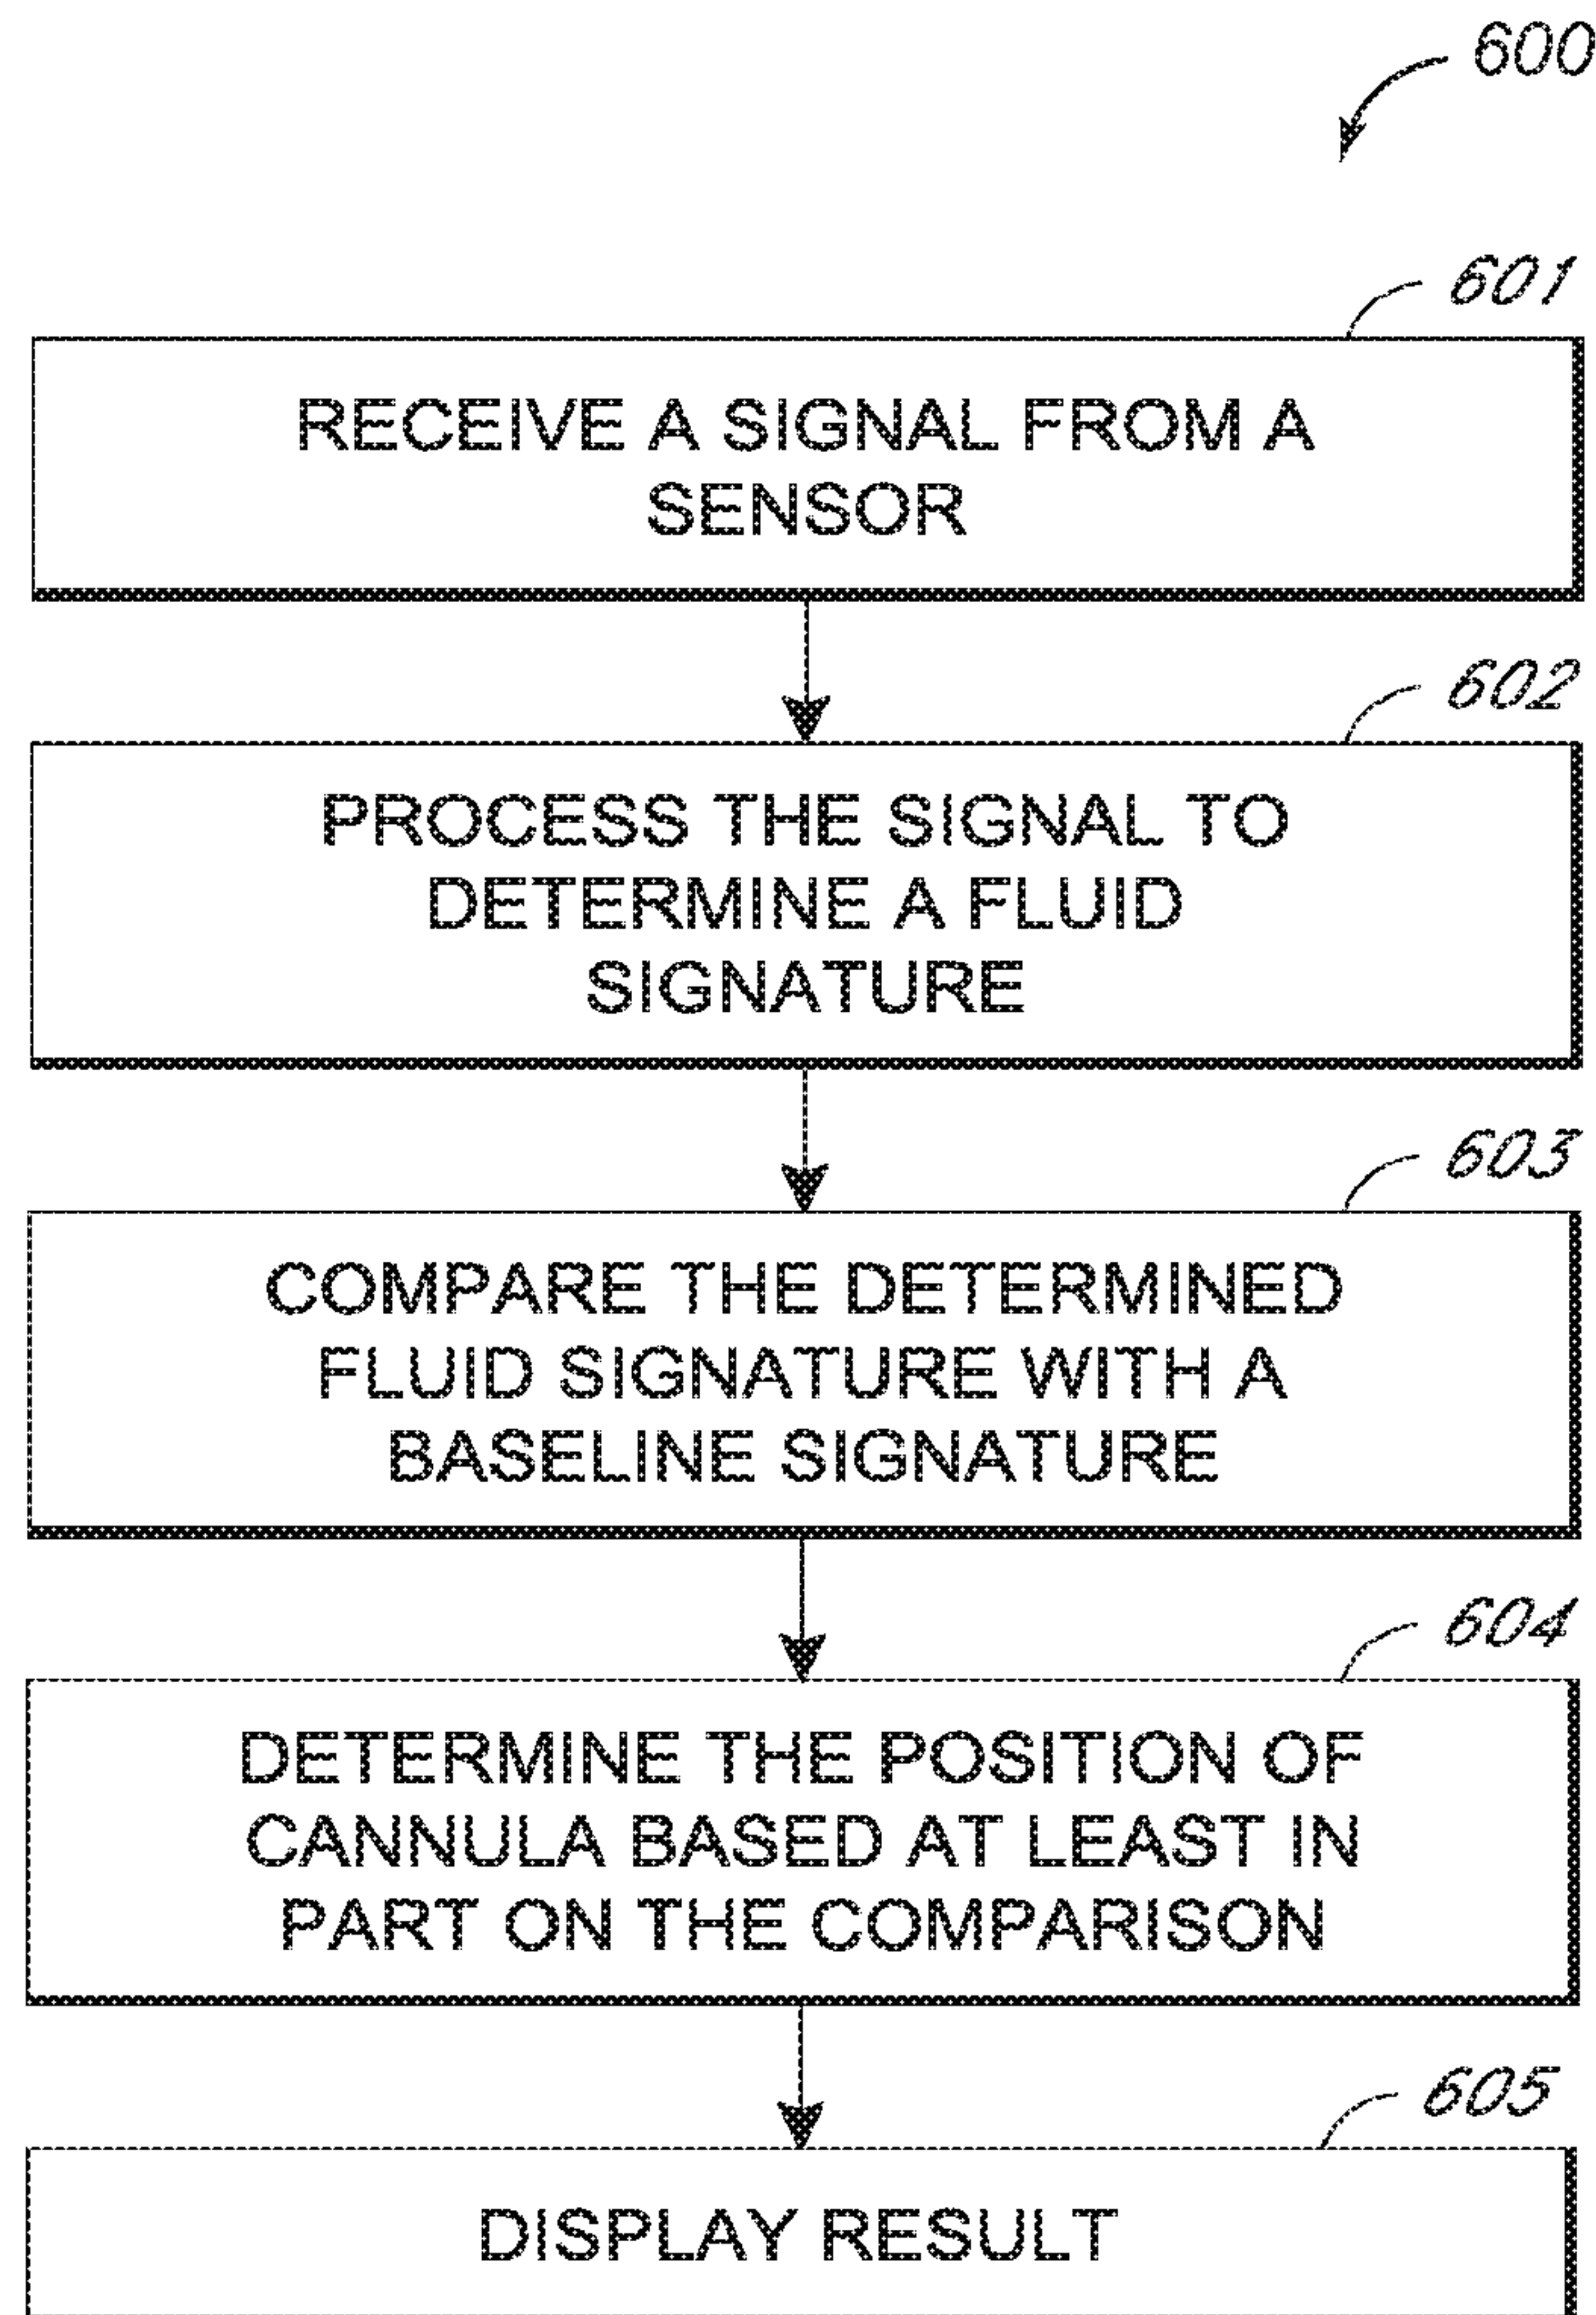 600
601
RECEIVE A SIGNAL FROM A
SENSOR
602
PROCESS THE SIGNAL TO
DETERMINE A FLUID
SIGNATURE
603
COMPARE THE DETERMINED
FLUID SIGNATURE WITH A
BASELINE SIGNATURE
604
DETERMINE THE POSITION OF
CANNULA BASED AT LEAST IN
PART ON THE COMPARISON
605
DISPLAY RESULT